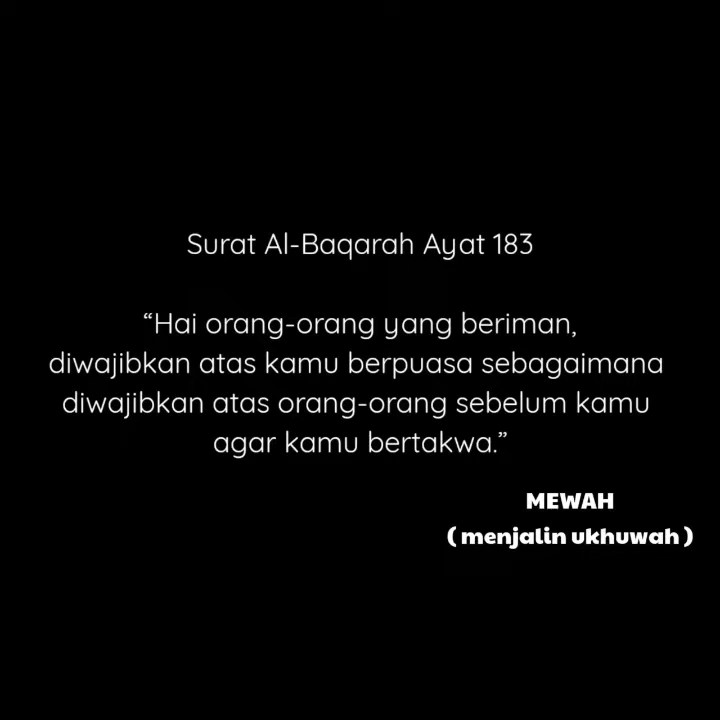 Surat Al-Baqarah Ayat 183
“Hai orang-orang yang beriman,
diwajibkan atas kamu berpuasa sebagaimana
diwajibkan atas orang-orang sebelum kamu
agar kamu bertakwa.”
MEWAH
( menjalin ukhuwah )